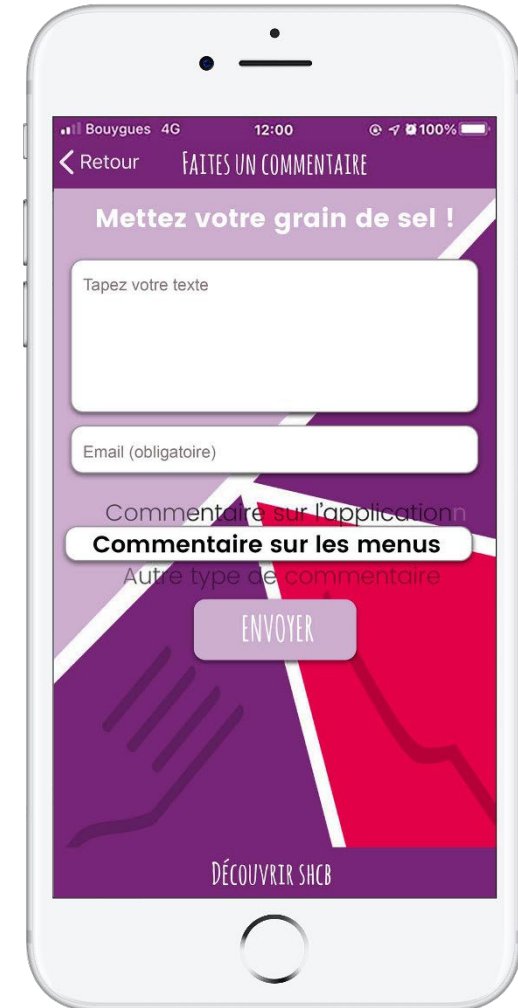 Bouygues 4G 12:00 100%
Retour FAITES UN COMMENTAIRE
Mettez votre grain de sel !
Tapez votre texte
Email (obligatoire)
Commentaire sur l'applicationn
Commentaire sur les menus
Autre type de commentaire
ENVOYER
DÉCOUVRIR SHCB